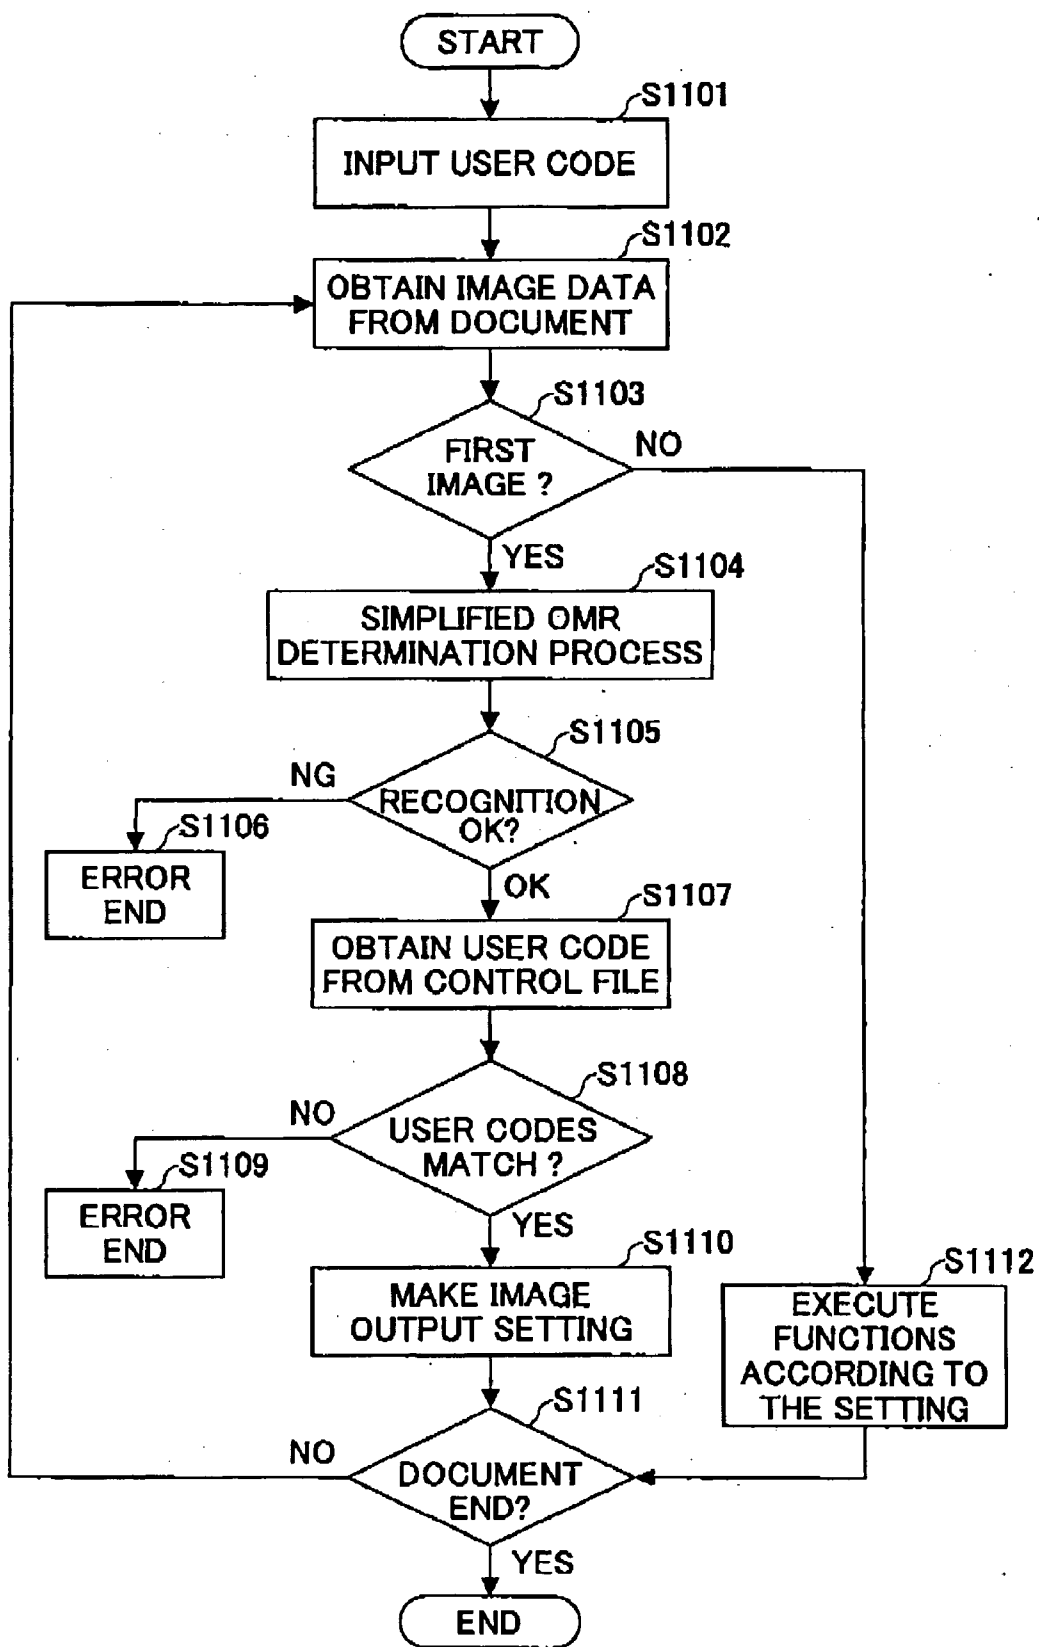 START
S1101
INPUT USER CODE
S1102
OBTAIN IMAGE DATA
FROM DOCUMENT
S1103
FIRST
IMAGE ?
NO
YES
S1104
SIMPLIFIED OMR
DETERMINATION PROCESS
S1105
NG
RECOGNITION
OK?
S1106
ERROR
END
OK
S1107
OBTAIN USER CODE
FROM CONTROL FILE
S1108
NO
USER CODES
MATCH ?
S1109
ERROR
END
YES
S1110
MAKE IMAGE
OUTPUT SETTING
S1112
EXECUTE
FUNCTIONS
ACCORDING TO
THE SETTING
S1111
NO
DOCUMENT
END?
YES
END